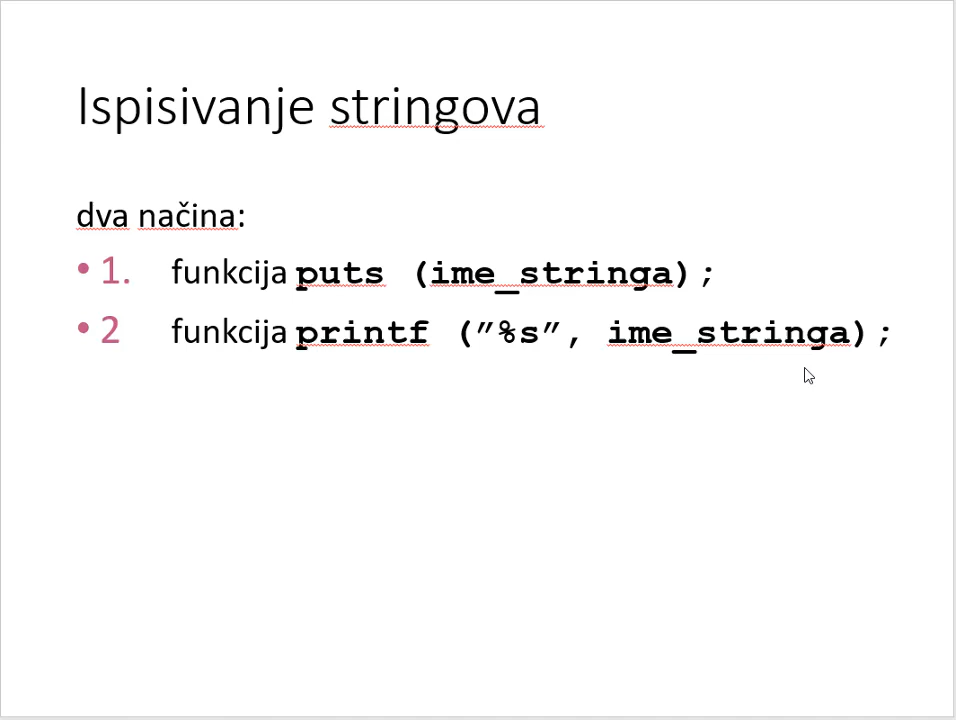 Ispisivanje stringova
dva načina:
• 1. funkcija puts (ime_stringa);
• 2 funkcija printf (”%s”, ime_stringa);